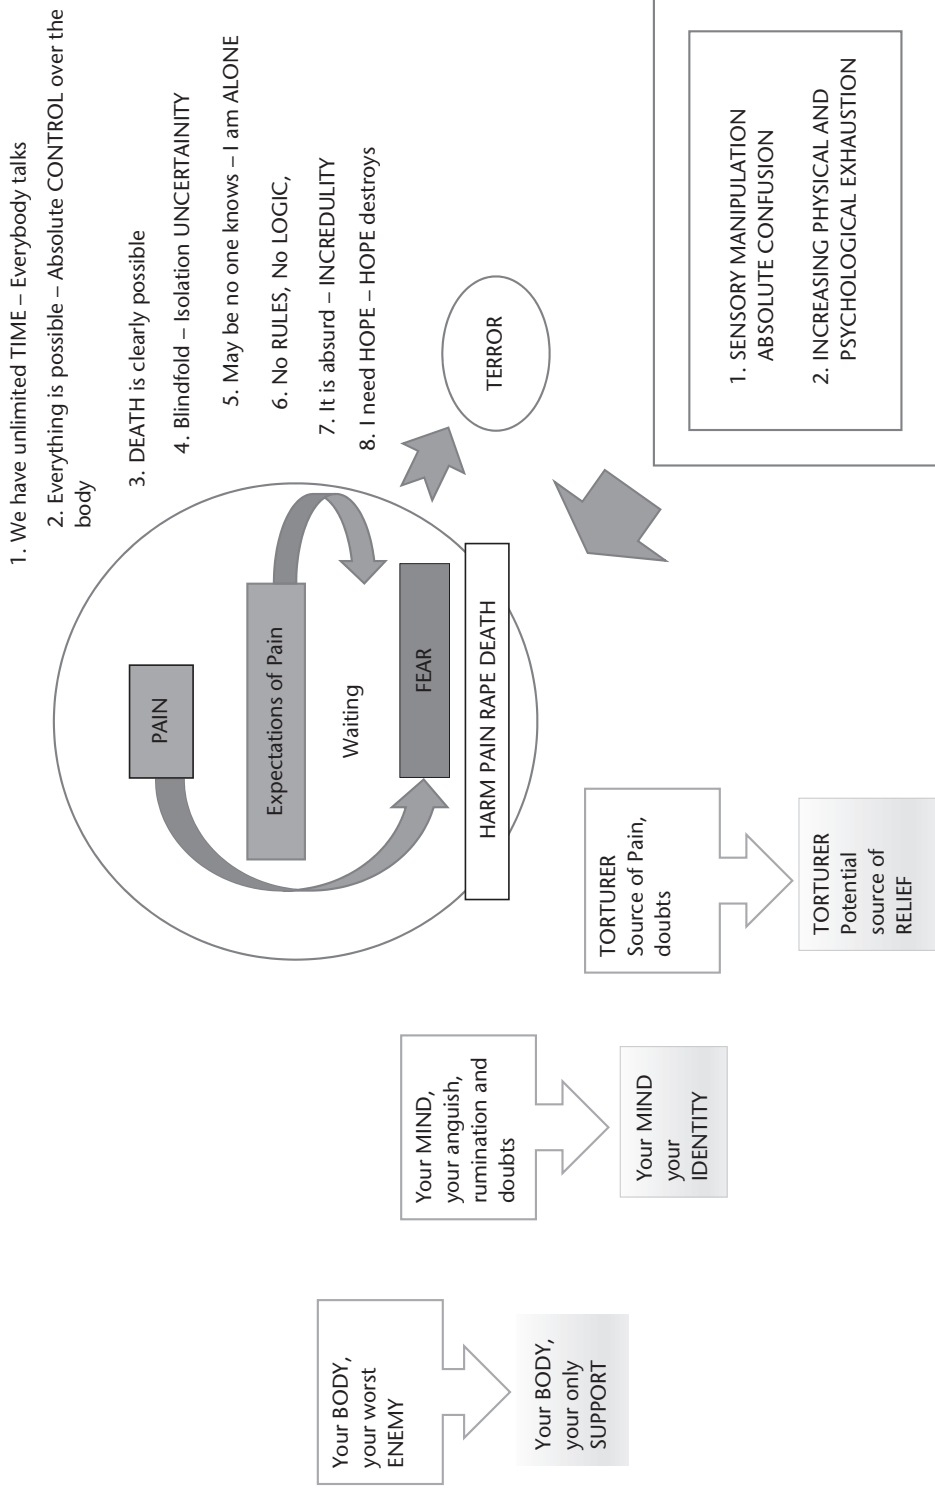 1. We have unlimited TIME – Everybody talks
2. Everything is possible – Absolute CONTROL over the
body
3. DEATH is clearly possible
4. Blindfold – Isolation UNCERTAINITY
5. May be no one knows – I am ALONE
6. No RULES, No LOGIC,
7. It is absurd – INCREDULITY
8. I need HOPE – HOPE destroys
PAIN
Expectations of Pain
Waiting
FEAR
HARM PAIN RAPE DEATH
TERROR
Your BODY,
your worst
ENEMY
Your BODY,
your only
SUPPORT
Your MIND,
your anguish,
rumination and
doubts
Your MIND
your
IDENTITY
TORTURER
Source of Pain,
doubts
TORTURER
Potential
source of
RELIEF
1. SENSORY MANIPULATION
ABSOLUTE CONFUSION
2. INCREASING PHYSICAL AND
PSYCHOLOGICAL EXHAUSTION